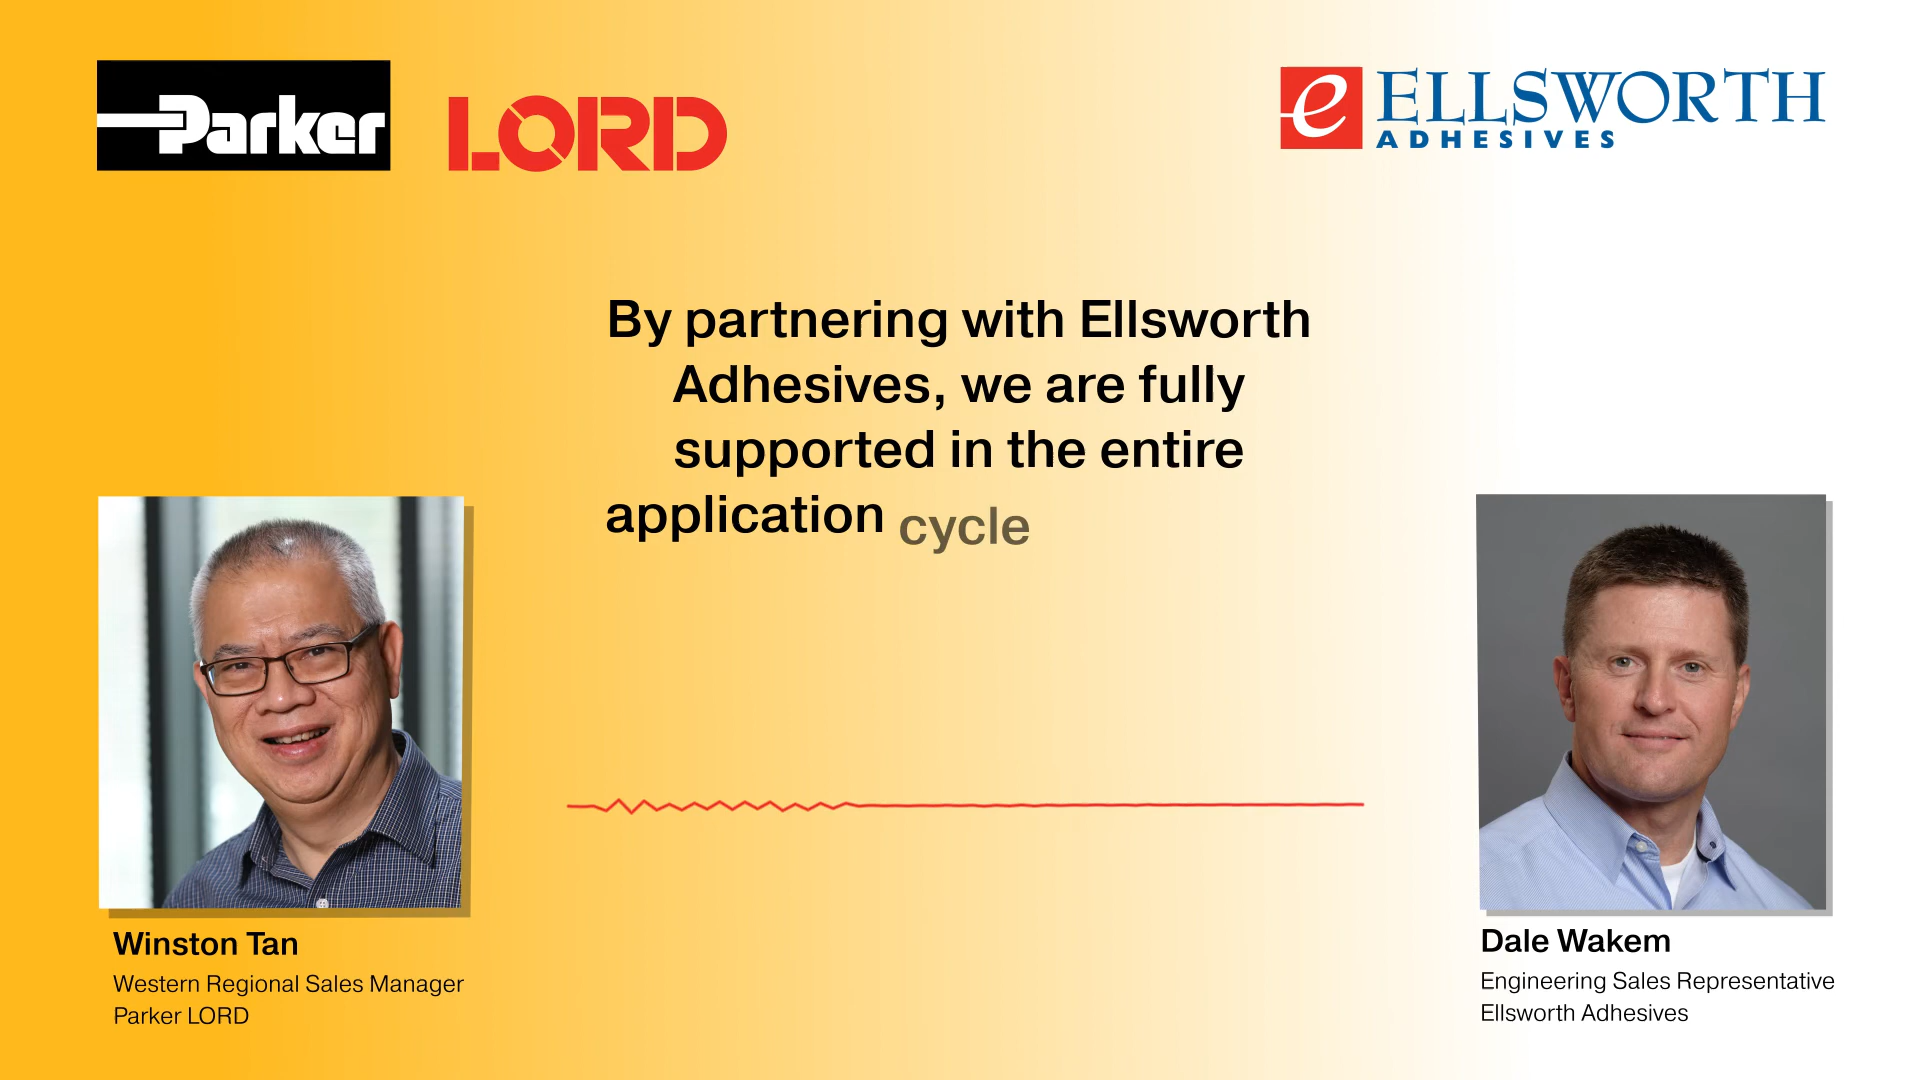 Parker
LORD
e ELLSWORTH
ADHESIVES
By partnering with Ellsworth
Adhesives, we are fully
supported in the entire
application cycle
Winston Tan
Western Regional Sales Manager
Parker LORD
Dale Wakem
Engineering Sales Representative
Ellsworth Adhesives